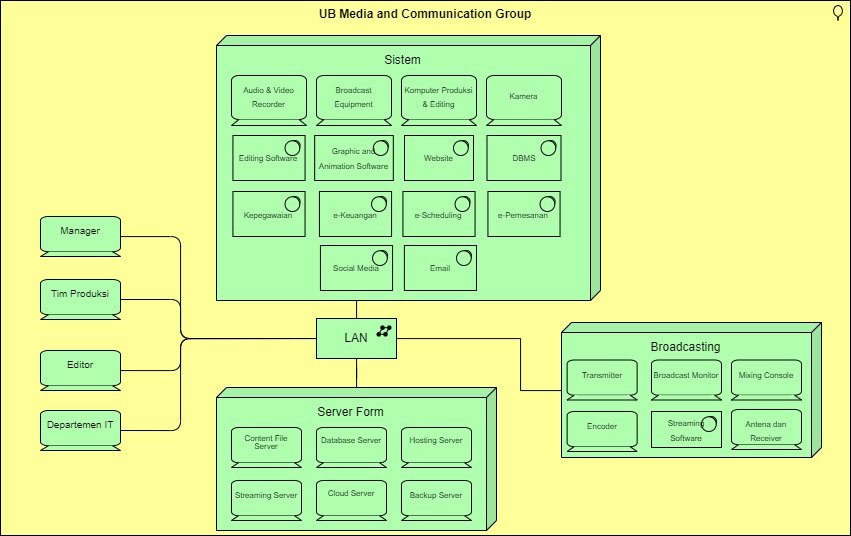 UB Media and Communication Group
Sistem
Audio & Video
Recorder
Broadcast
Equipment
Komputer Produksi
& Editing
Kamera
Editing Software
Graphic and
Animation Software
Website
DBMS
Kepegawaian
e-Keuangan
e-Scheduling
e-Pemesanan
Social Media
Email
Manager
Tim Produksi
Editor
Departemen IT
LAN
Server Form
Content File
Server
Database Server
Hosting Server
Streaming Server
Cloud Server
Backup Server
Broadcasting
Transmitter
Broadcast Monitor
Mixing Console
Encoder
Streaming
Software
Antena dan
Receiver